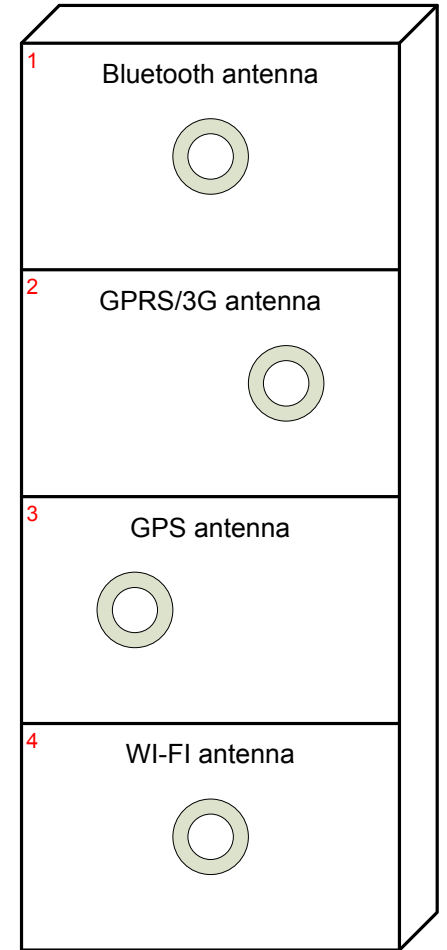 1
Bluetooth antenna
2
GPRS/3G antenna
3
GPS antenna
4
WI-FI antenna